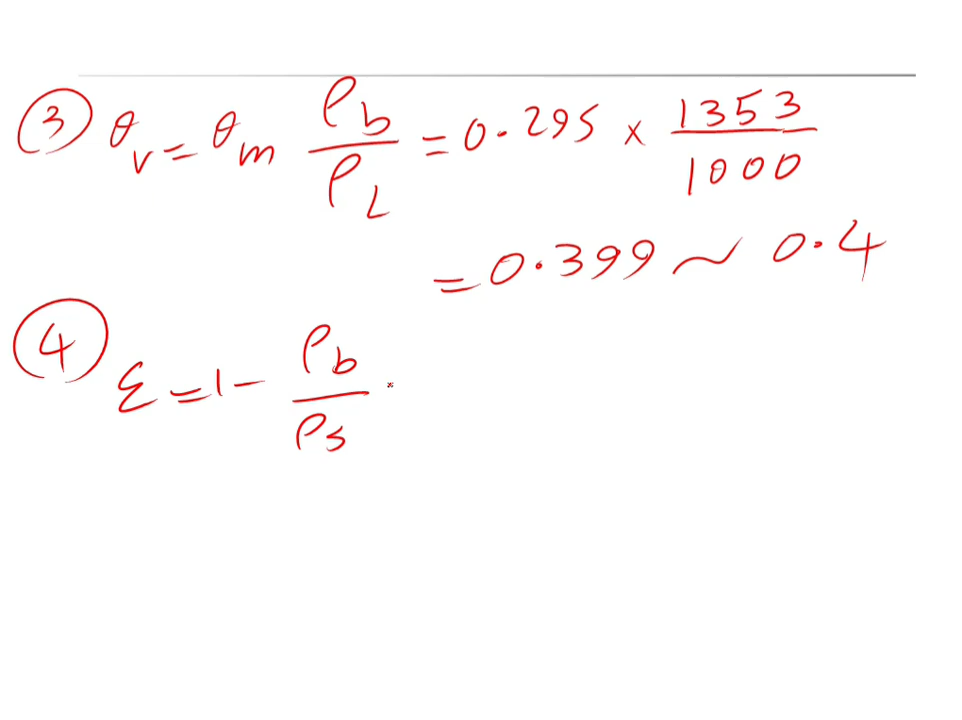 ③ θv = θm ρb/ρL = 0.295 × 1353/1000
= 0.399 ~ 0.4
④ ε = 1 - ρb/ρs